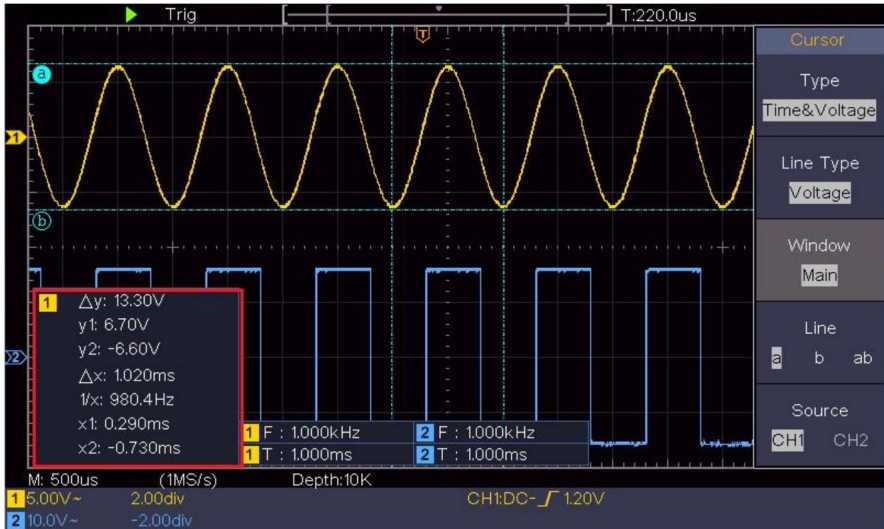 Trig T:220.0us
T
Cursor
a
Type
Time&Voltage
1
Line Type
Voltage
b
Window
Main
1 △y: 13.30V
y1: 6.70V
y2: -6.60V
△x: 1.020ms
1/x: 980.4Hz
x1: 0.290ms
x2: -0.730ms
2
Line
a b ab
Source
CH1 CH2
1 F : 1.000kHz 2 F : 1.000kHz
1 T : 1.000ms 2 T : 1.000ms
M: 500us (1MS/s) Depth:10K
1 5.00V~ 2.00div CH1:DC- 1.20V
2 10.0V~ -2.00div